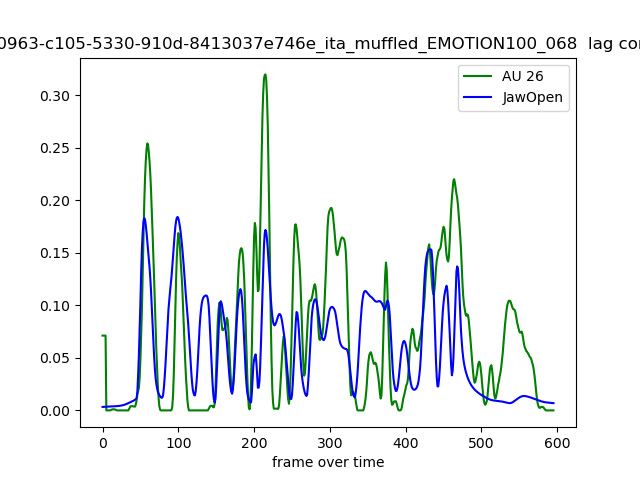 0963-c105-5330-910d-8413037e746e_ita_muffled_EMOTION100_068 lag
AU 26
JawOpen
0.30
0.25
0.20
0.15
0.10
0.05
0.00
0 100 200 300 400 500 600
frame over time